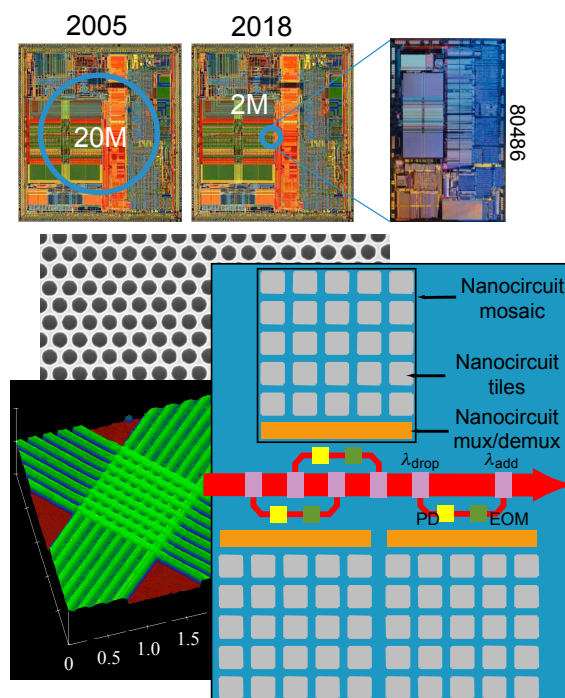 2005
2018
20M
2M
80486
Nanocircuit
mosaic
Nanocircuit
tiles
Nanocircuit
mux/demux
λdrop
λadd
PD
EOM
0
0.5
1.0
1.5